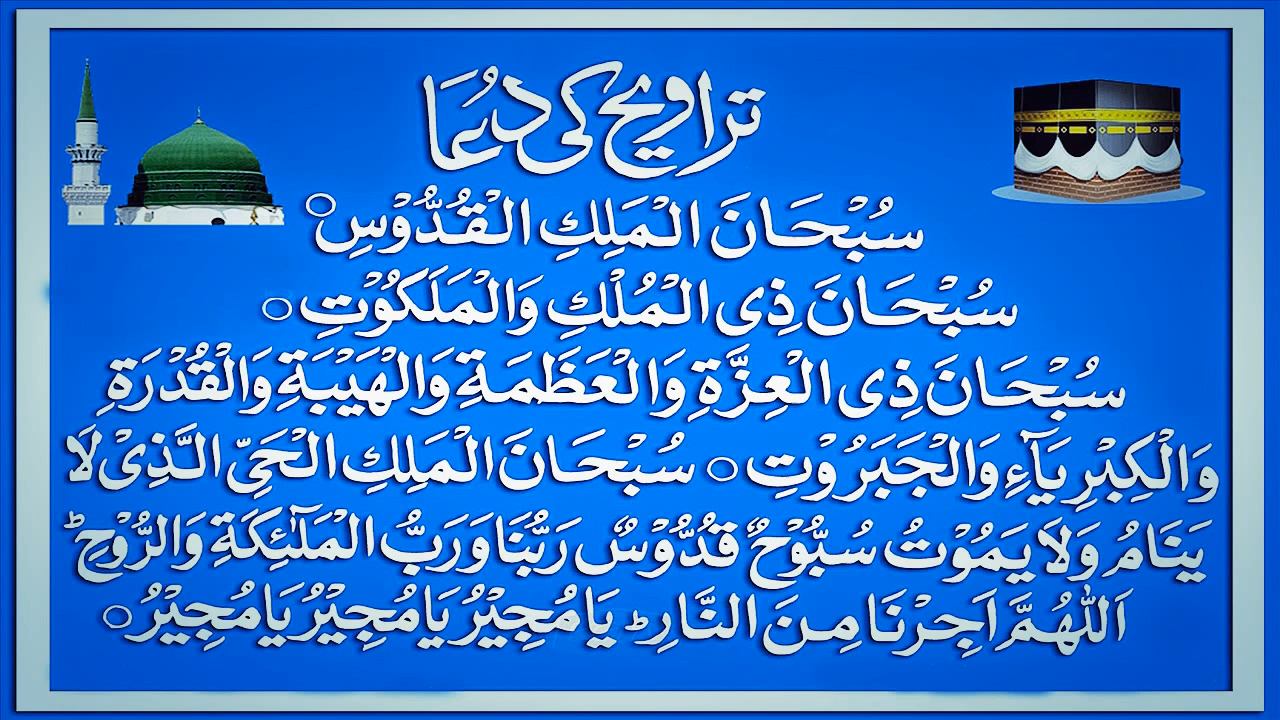 تراویح کی دعا
سُبْحَانَ الْمَلِكِ الْقُدُّوْسِ○
سُبْحَانَ ذِی الْمُلْكِ وَالْمَلَكُوْتِ○
سُبْحَانَ ذِی الْعِزَّةِ وَالْعَظَمَةِ وَالْهَيْبَةِ وَالْقُدْرَةِ
وَالْكِبْرِيَآءِ وَالْجَبَرُوْتِ○ سُبْحَانَ الْمَلِكِ الْحَیِّ الَّذِیْ لَا
يَنَامُ وَلَا يَمُوْتُ سُبُّوْحٌ قُدُّوْسٌ رَبُّنَا وَرَبُّ الْمَلٰٓئِكَةِ وَالرُّوْحِؕ
اَللّٰهُمَّ اَجِرْنَا مِنَ النَّارِؕ يَا مُجِيْرُ يَا مُجِيْرُ يَا مُجِيْرُ○